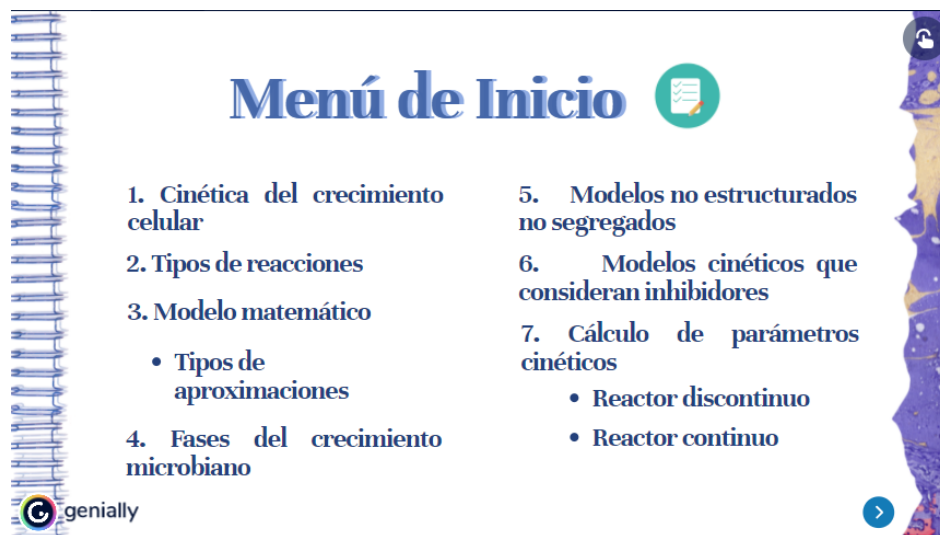 Menú de Inicio
1. Cinética del crecimiento
celular
2. Tipos de reacciones
3. Modelo matemático
• Tipos de
aproximaciones
4. Fases del crecimiento
microbiano
5. Modelos no estructurados
no segregados
6. Modelos cinéticos que
consideran inhibidores
7. Cálculo de parámetros
cinéticos
• Reactor discontinuo
• Reactor continuo
genially